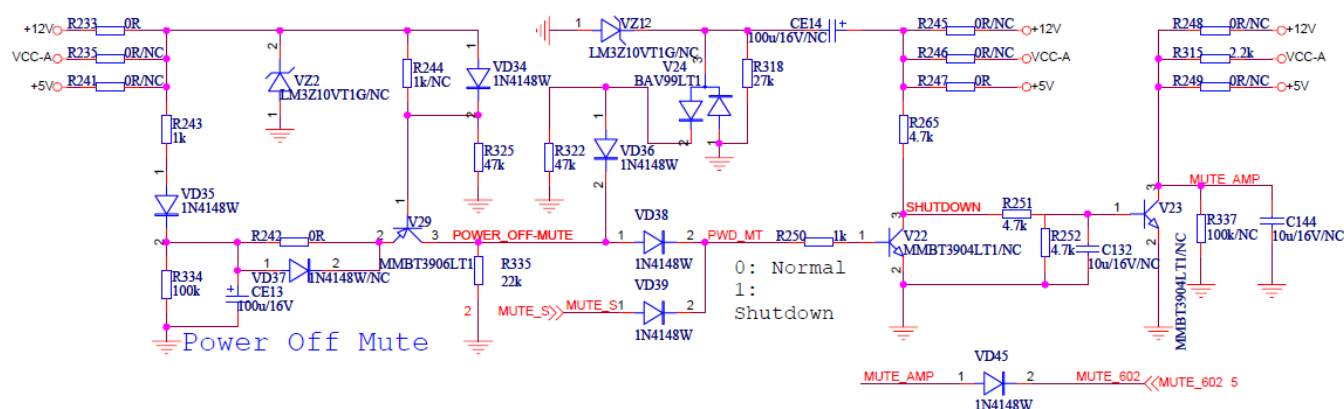 +12V R233 0R
VCC-A R235 0R/NC
+5V R241 0R/NC
R243
1k
VD35
1N4148W
R334
100k
R242 0R
VD37 1N4148W/NC
CE13
100u/16V
Power Off Mute
VZ2
LM3Z10VT1G/NC
R244
1k/NC
VD34
1N4148W
R325
47k
V29
MMBT3906LT1
POWER_OFF-MUTE
R335
22k
R322
47k
VD36
1N4148W
VZ1
LM3Z10VT1G/NC
V24
BAV99LT1
R318
27k
CE14
100u/16V/NC
VD38
1N4148W
PWD_MT
MUTE_S
MUTE_S
VD39
1N4148W
R250 1k
0: Normal
1:
Shutdown
R245 0R/NC +12V
R246 0R/NC VCC-A
R247 0R +5V
R265
4.7k
SHUTDOWN
V22
MMBT3904LT1/NC
R251
4.7k
R252
4.7k
C132
10u/16V/NC
R248 0R/NC +12V
R315 2.2k VCC-A
R249 0R/NC +5V
MUTE_AMP
V23
MMBT3904LT1/NC
R337
100k/NC
C144
10u/16V/NC
VD45
MUTE_AMP 1 2 MUTE_602 MUTE_602 5
1N4148W